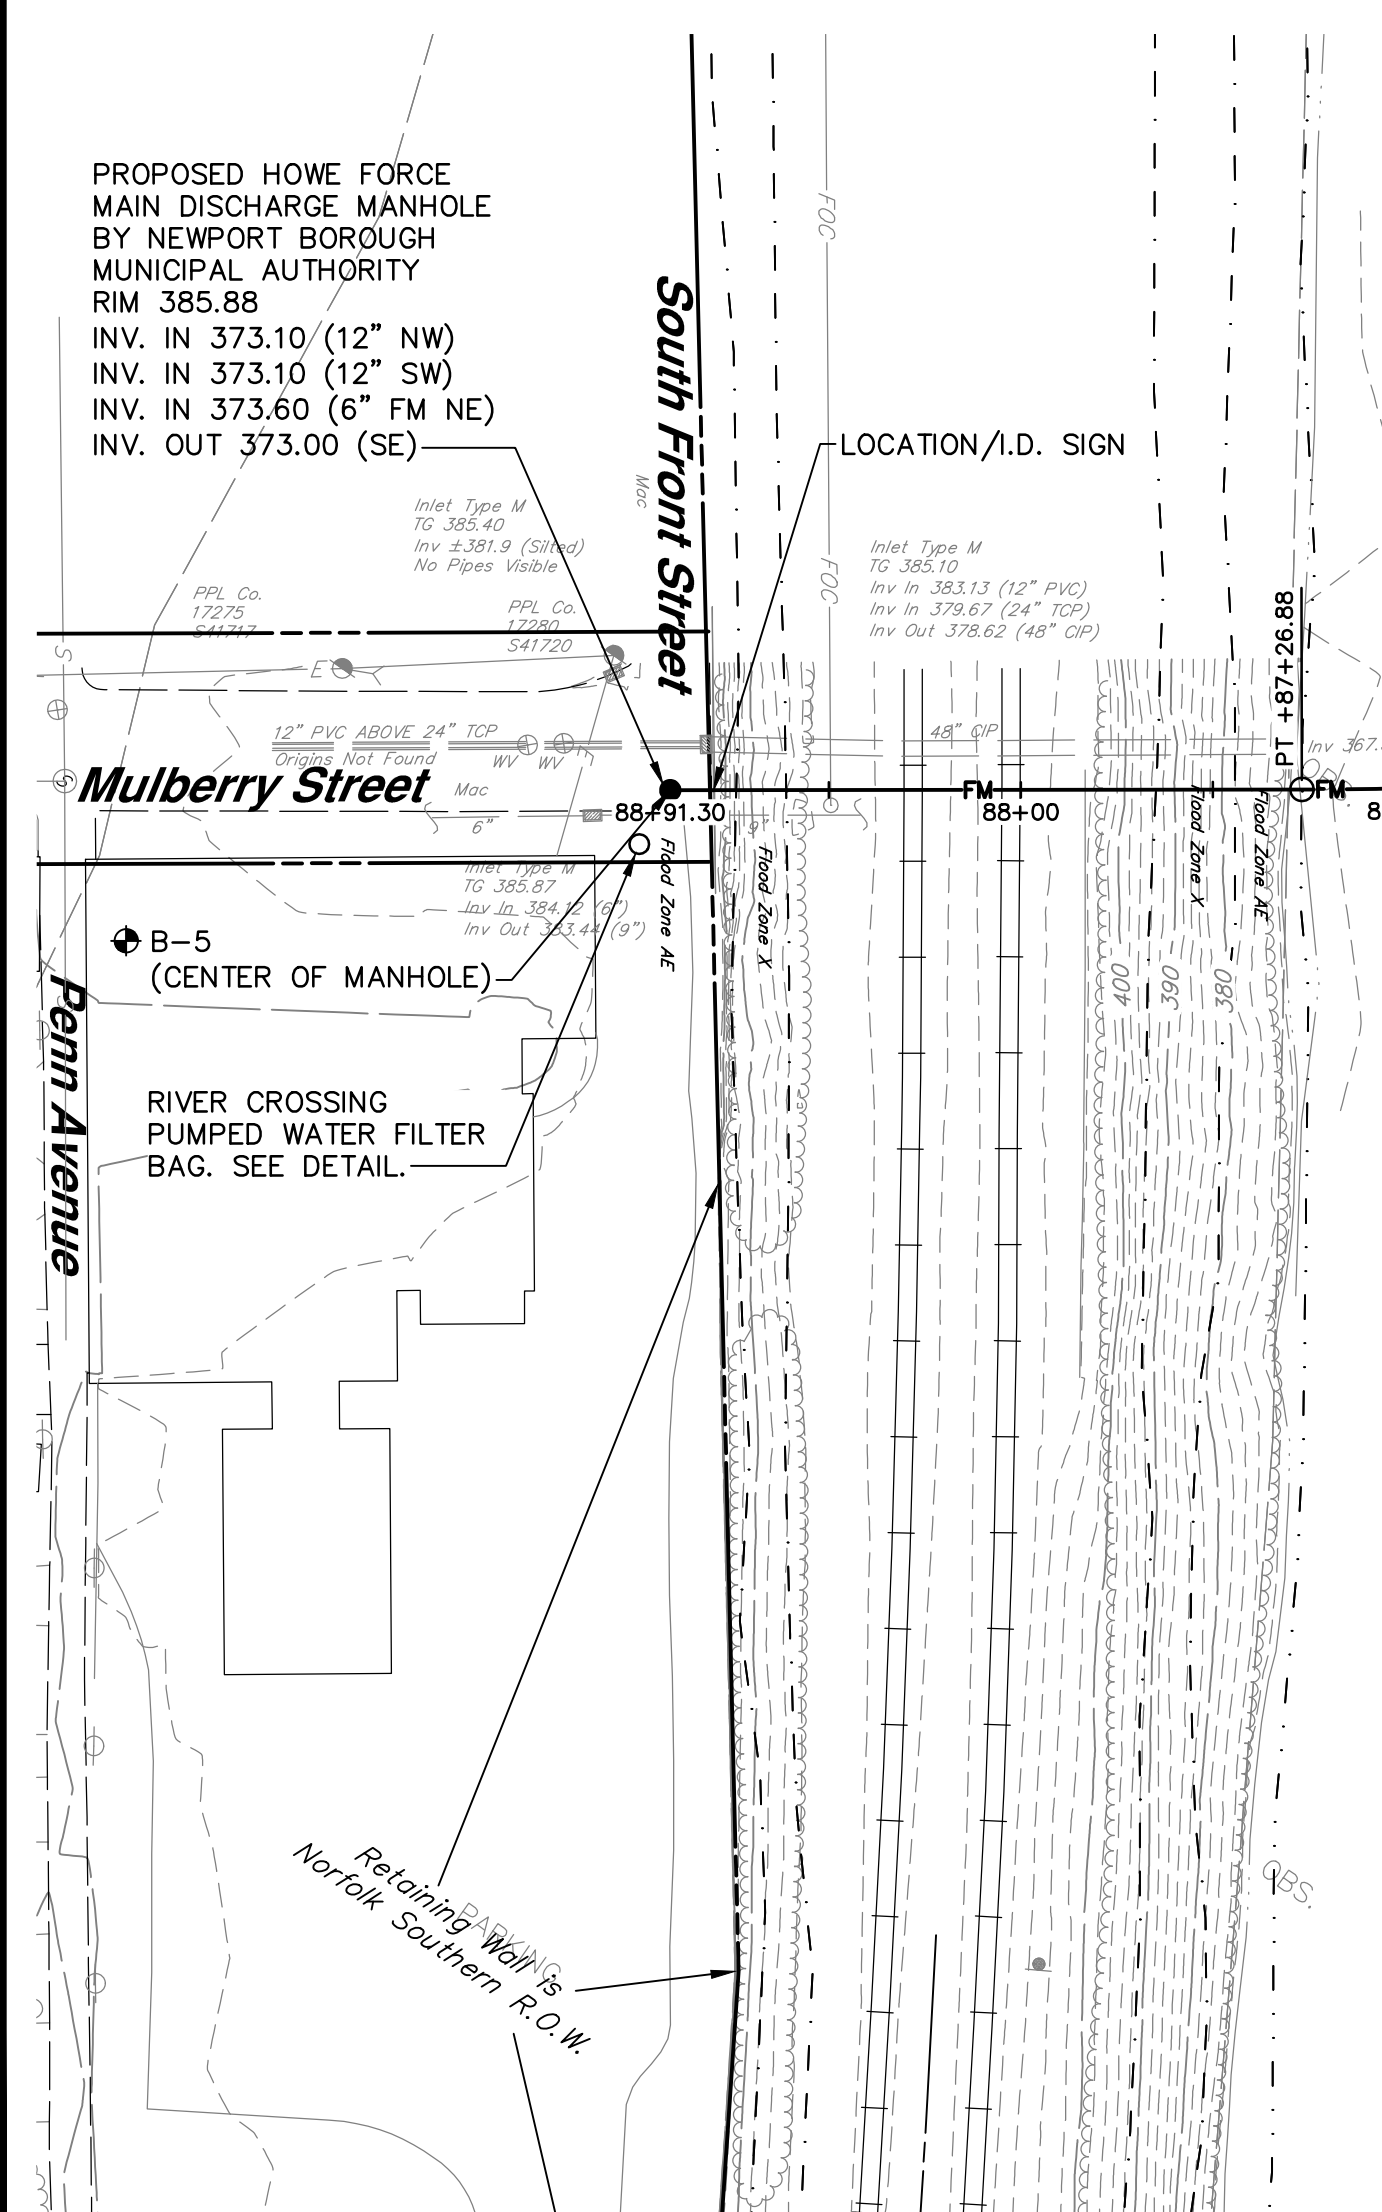 PROPOSED HOWE FORCE
MAIN DISCHARGE MANHOLE
BY NEWPORT BOROUGH
MUNICIPAL AUTHORITY
RIM 385.88
INV. IN 373.10 (12" NW)
INV. IN 373.10 (12" SW)
INV. IN 373.60 (6" FM NE)
INV. OUT 373.00 (SE)
FOC
South Front Street
LOCATION/I.D. SIGN
Mac
Inlet Type M
TG 385.40
Inv ±381.9 (Silted)
No Pipes Visible
Inlet Type M
TG 385.10
Inv In 383.13 (12" PVC)
Inv In 379.67 (24" TCP)
Inv Out 378.62 (48" CIP)
FOC
PPL Co.
17275
S41717
PPL Co.
17280
S41720
PT +87+26.88
S
E
12" PVC ABOVE 24" TCP
Origins Not Found
WV
WV
48" CIP
Inv 367.
OBS.
Mulberry Street
Mac
6"
S
88+91.30
9"
FM
88+00
FM
8
Flood Zone AE
Flood Zone X
Flood Zone X
Flood Zone AE
Inlet Type M
TG 385.87
Inv In 384.12 (6")
Inv Out 383.44 (9")
B-5
(CENTER OF MANHOLE)
400
390
380
Penn Avenue
RIVER CROSSING
PUMPED WATER FILTER
BAG. SEE DETAIL.
Retaining Wall is
Norfolk Southern R.O.W.
PARKING
OBS.